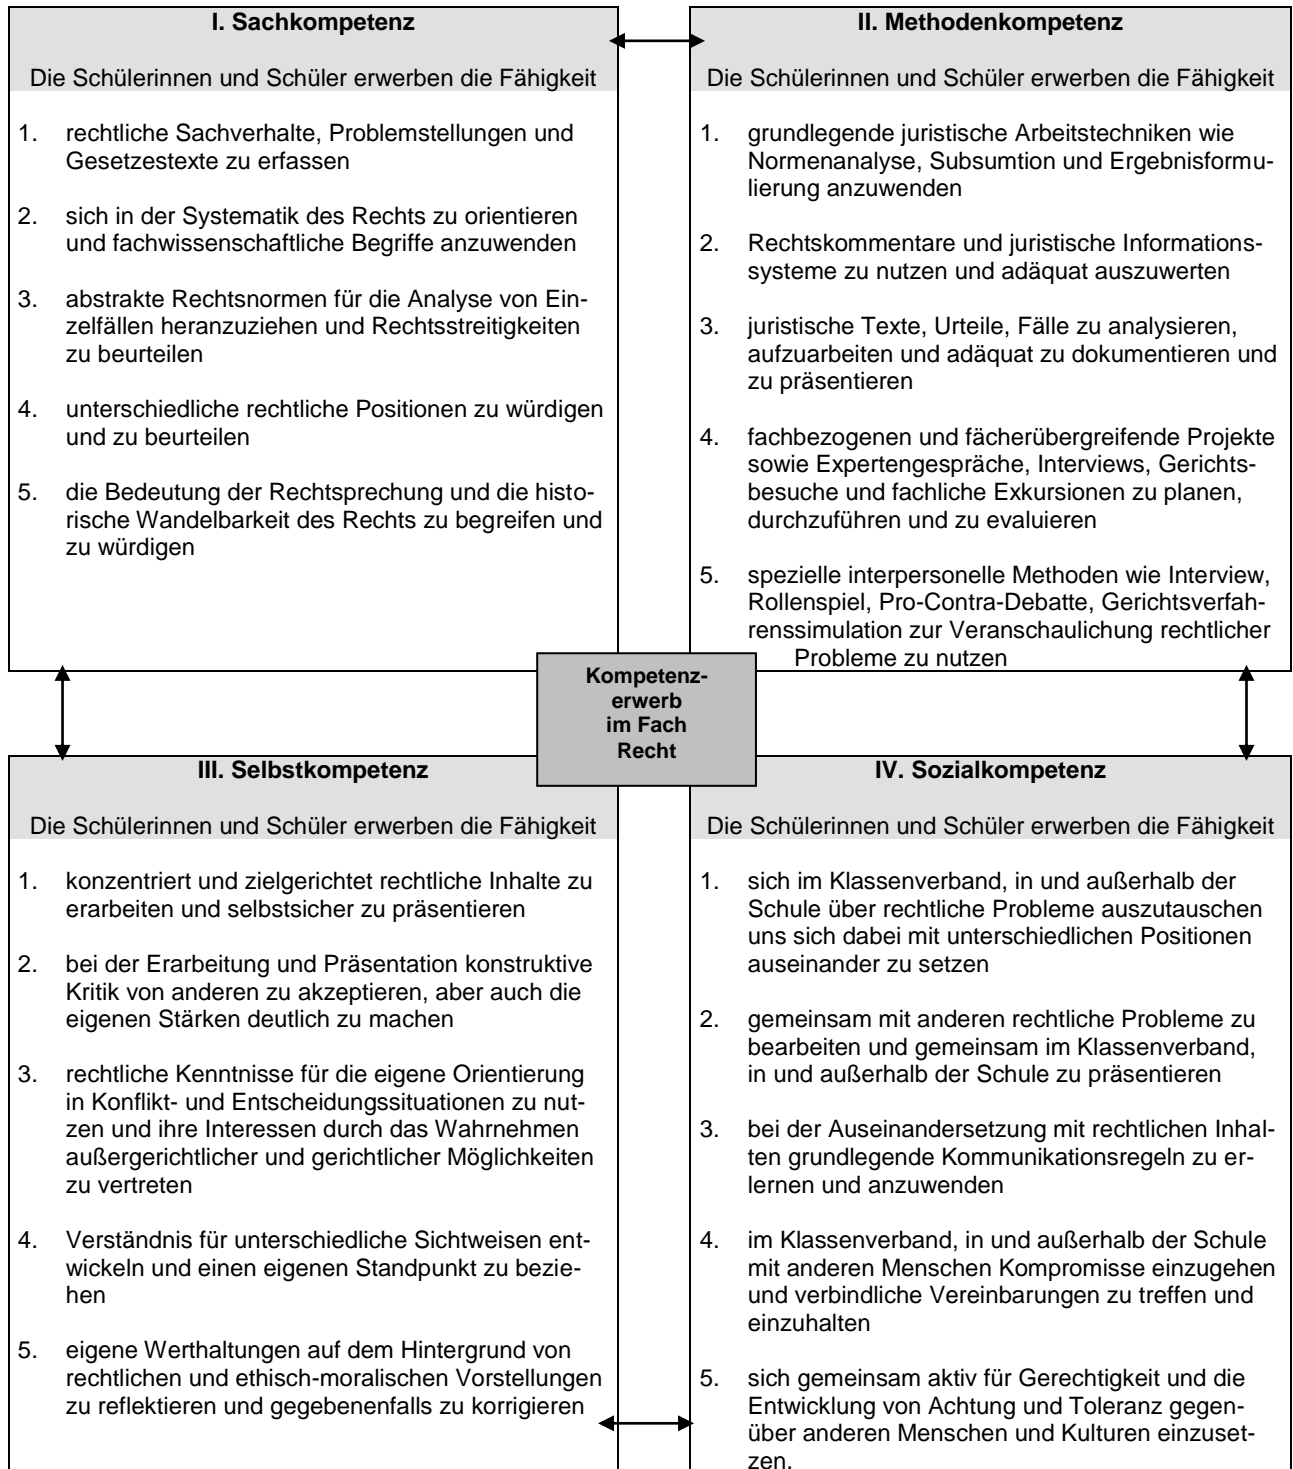 I. Sachkompetenz
Die Schülerinnen und Schüler erwerben die Fähigkeit
1. rechtliche Sachverhalte, Problemstellungen und
Gesetzestexte zu erfassen
2. sich in der Systematik des Rechts zu orientieren
und fachwissenschaftliche Begriffe anzuwenden
3. abstrakte Rechtsnormen für die Analyse von Ein-
zelfällen heranzuziehen und Rechtsstreitigkeiten
zu beurteilen
4. unterschiedliche rechtliche Positionen zu würdigen
und zu beurteilen
5. die Bedeutung der Rechtsprechung und die histo-
rische Wandelbarkeit des Rechts zu begreifen und
zu würdigen
II. Methodenkompetenz
Die Schülerinnen und Schüler erwerben die Fähigkeit
1. grundlegende juristische Arbeitstechniken wie
Normenanalyse, Subsumtion und Ergebnisformu-
lierung anzuwenden
2. Rechtskommentare und juristische Informations-
systeme zu nutzen und adäquat auszuwerten
3. juristische Texte, Urteile, Fälle zu analysieren,
aufzuarbeiten und adäquat zu dokumentieren und
zu präsentieren
4. fachbezogenen und fächerübergreifende Projekte
sowie Expertengespräche, Interviews, Gerichts-
besuche und fachliche Exkursionen zu planen,
durchzuführen und zu evaluieren
5. spezielle interpersonelle Methoden wie Interview,
Rollenspiel, Pro-Contra-Debatte, Gerichtsverfah-
renssimulation zur Veranschaulichung rechtlicher
Probleme zu nutzen
Kompetenz-
erwerb
im Fach
Recht
III. Selbstkompetenz
Die Schülerinnen und Schüler erwerben die Fähigkeit
1. konzentriert und zielgerichtet rechtliche Inhalte zu
erarbeiten und selbstsicher zu präsentieren
2. bei der Erarbeitung und Präsentation konstruktive
Kritik von anderen zu akzeptieren, aber auch die
eigenen Stärken deutlich zu machen
3. rechtliche Kenntnisse für die eigene Orientierung
in Konflikt- und Entscheidungssituationen zu nut-
zen und ihre Interessen durch das Wahrnehmen
außergerichtlicher und gerichtlicher Möglichkeiten
zu vertreten
4. Verständnis für unterschiedliche Sichtweisen ent-
wickeln und einen eigenen Standpunkt zu bezie-
hen
5. eigene Werthaltungen auf dem Hintergrund von
rechtlichen und ethisch-moralischen Vorstellungen
zu reflektieren und gegebenenfalls zu korrigieren
IV. Sozialkompetenz
Die Schülerinnen und Schüler erwerben die Fähigkeit
1. sich im Klassenverband, in und außerhalb der
Schule über rechtliche Probleme auszutauschen
uns sich dabei mit unterschiedlichen Positionen
auseinander zu setzen
2. gemeinsam mit anderen rechtliche Probleme zu
bearbeiten und gemeinsam im Klassenverband,
in und außerhalb der Schule zu präsentieren
3. bei der Auseinandersetzung mit rechtlichen Inhal-
ten grundlegende Kommunikationsregeln zu er-
lernen und anzuwenden
4. im Klassenverband, in und außerhalb der Schule
mit anderen Menschen Kompromisse einzugehen
und verbindliche Vereinbarungen zu treffen und
einzuhalten
5. sich gemeinsam aktiv für Gerechtigkeit und die
Entwicklung von Achtung und Toleranz gegen-
über anderen Menschen und Kulturen einzuset-
zen.